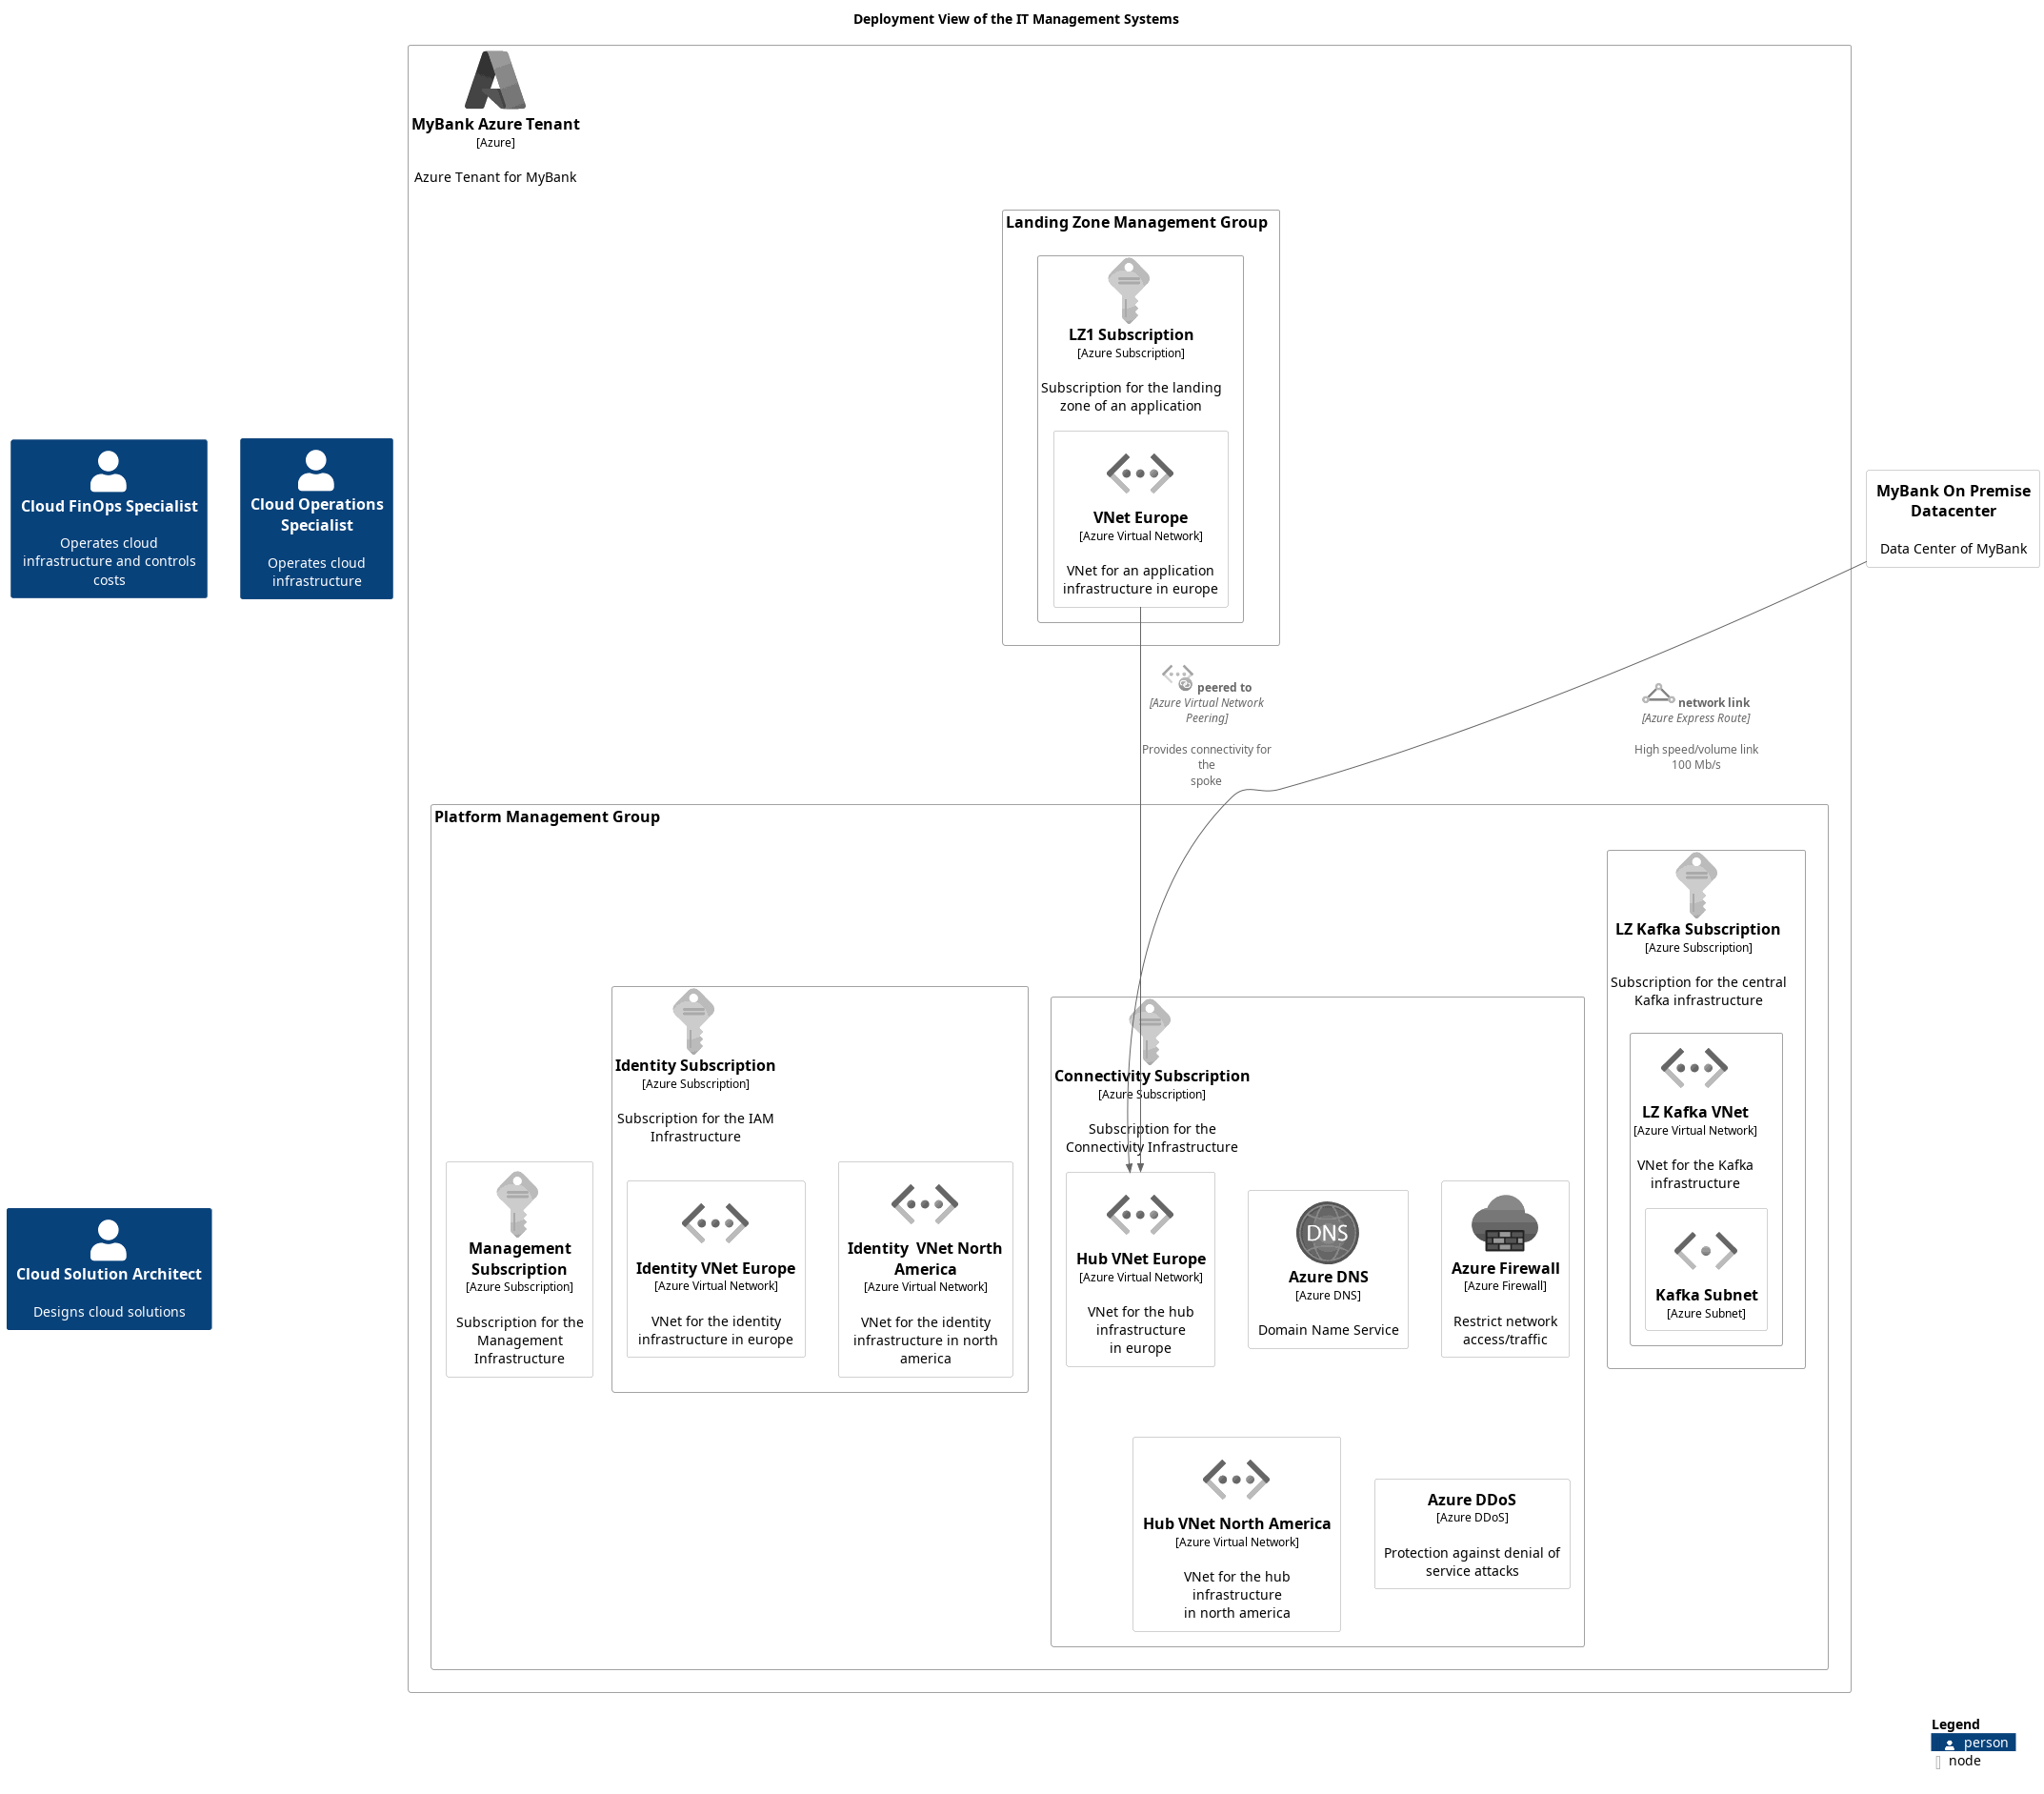 Deployment View of the IT Management Systems
MyBank Azure Tenant
[Azure]
Azure Tenant for MyBank
Landing Zone Management Group
LZ1 Subscription
[Azure Subscription]
Subscription for the landing
zone of an application
VNet Europe
[Azure Virtual Network]
VNet for an application
infrastructure in europe
Cloud FinOps Specialist
Operates cloud
infrastructure and controls
costs
Cloud Operations
Specialist
Operates cloud
infrastructure
MyBank On Premise
Datacenter
Data Center of MyBank
peered to
[Azure Virtual Network
Peering]
Provides connectivity for
the
spoke
network link
[Azure Express Route]
High speed/volume link
100 Mb/s
Platform Management Group
LZ Kafka Subscription
[Azure Subscription]
Subscription for the central
Kafka infrastructure
LZ Kafka VNet
[Azure Virtual Network]
VNet for the Kafka
infrastructure
Kafka Subnet
[Azure Subnet]
Identity Subscription
[Azure Subscription]
Subscription for the IAM
Infrastructure
Connectivity Subscription
[Azure Subscription]
Subscription for the
Connectivity Infrastructure
Cloud Solution Architect
Designs cloud solutions
Management
Subscription
[Azure Subscription]
Subscription for the
Management
Infrastructure
Identity VNet Europe
[Azure Virtual Network]
VNet for the identity
infrastructure in europe
Identity  VNet North
America
[Azure Virtual Network]
VNet for the identity
infrastructure in north
america
Hub VNet Europe
[Azure Virtual Network]
VNet for the hub
infrastructure
in europe
DNS
Azure DNS
[Azure DNS]
Domain Name Service
Azure Firewall
[Azure Firewall]
Restrict network
access/traffic
Hub VNet North America
[Azure Virtual Network]
VNet for the hub
infrastructure
in north america
Azure DDoS
[Azure DDoS]
Protection against denial of
service attacks
Legend
person
node